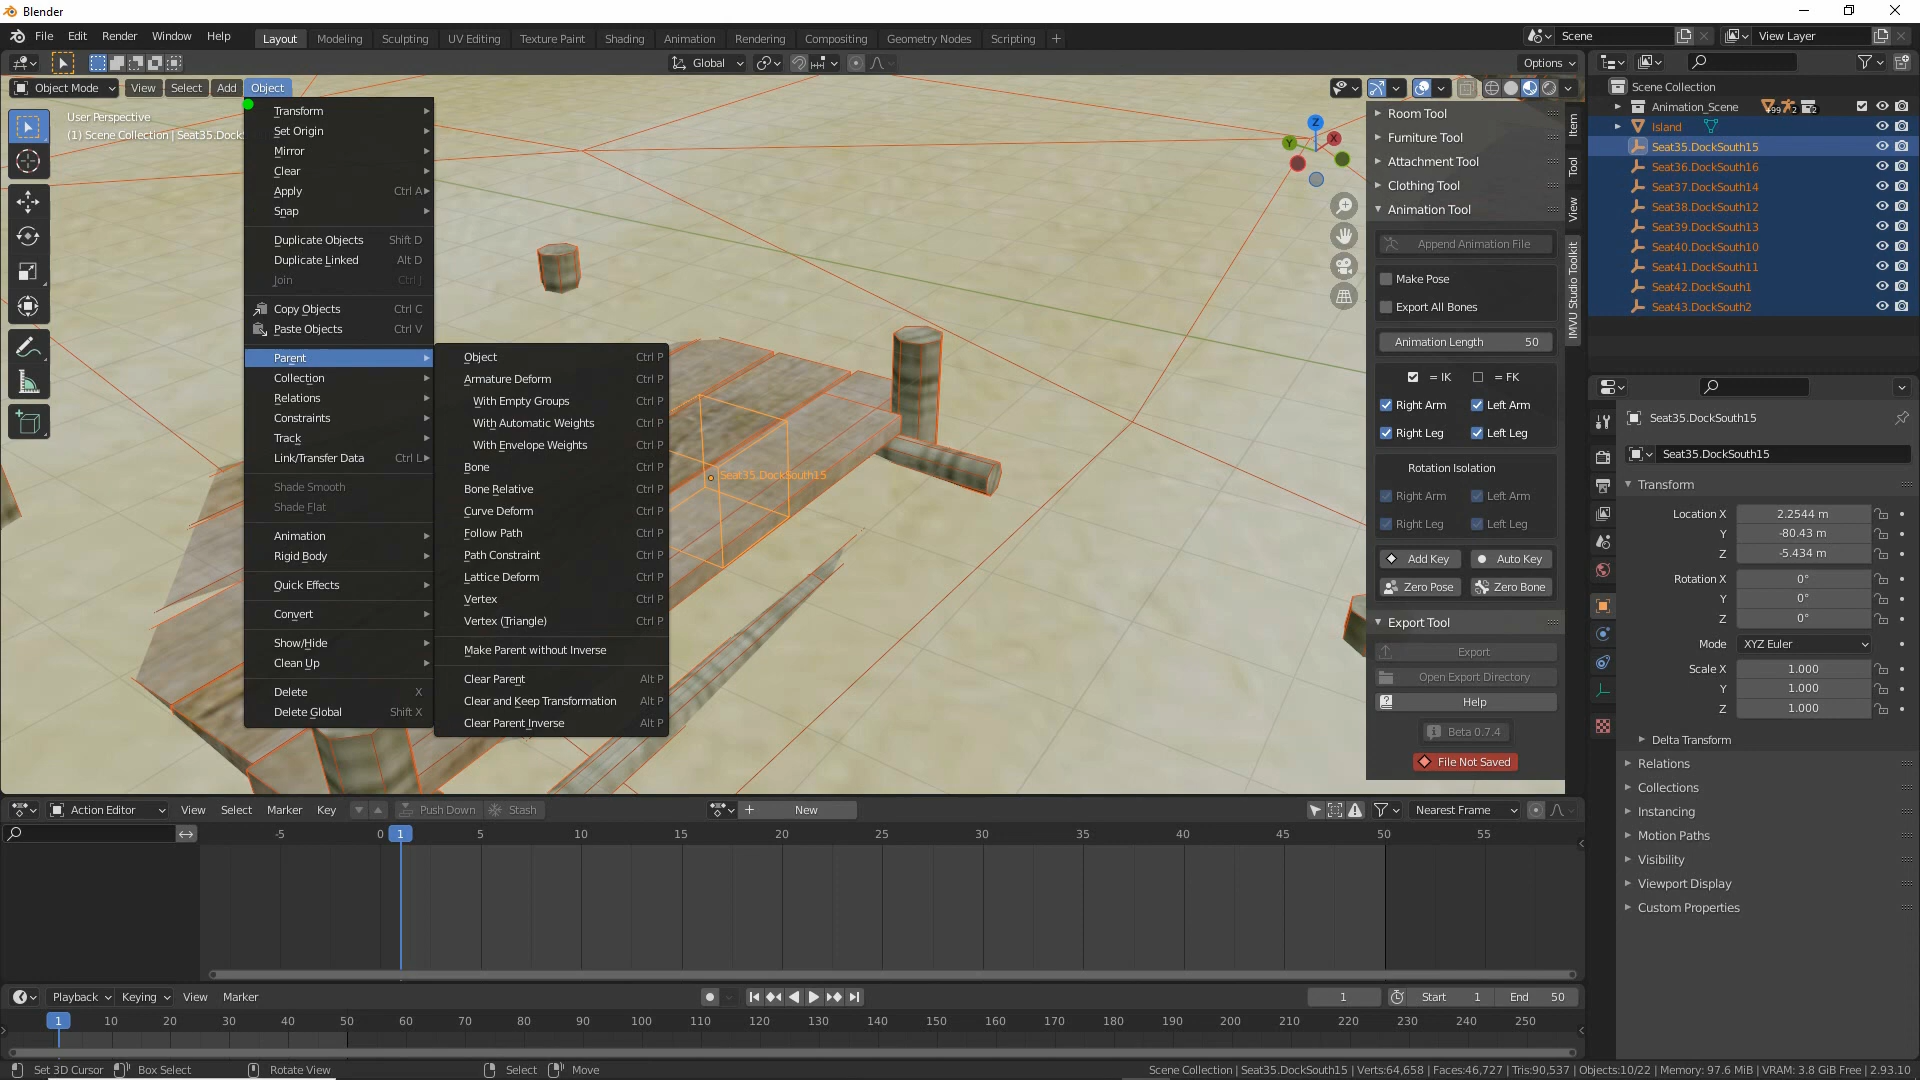 Blender
File Edit Render Window Help
Layout Modeling Sculpting UV Editing Texture Paint Shading Animation Rendering Compositing Geometry Nodes Scripting +
Scene
View Layer
Global
Options
Object Mode View Select Add Object
User Perspective
(1) Scene Collection | Seat35.Dock
Transform
Set Origin
Mirror
Clear
Apply Ctrl A
Snap
Duplicate Objects Shift D
Duplicate Linked Alt D
Join Ctrl J
Copy Objects Ctrl C
Paste Objects Ctrl V
Parent
Collection
Relations
Constraints
Track
Link/Transfer Data Ctrl L
Shade Smooth
Shade Flat
Animation
Rigid Body
Quick Effects
Convert
Show/Hide
Clean Up
Delete X
Delete Global Shift X
Object Ctrl P
Armature Deform Ctrl P
With Empty Groups Ctrl P
With Automatic Weights Ctrl P
With Envelope Weights Ctrl P
Bone Ctrl P
Bone Relative Ctrl P
Curve Deform Ctrl P
Follow Path Ctrl P
Path Constraint Ctrl P
Lattice Deform Ctrl P
Vertex Ctrl P
Vertex (Triangle) Ctrl P
Make Parent without Inverse
Clear Parent Alt P
Clear and Keep Transformation Alt P
Clear Parent Inverse Alt P
Seat35.DockSouth15
Z
X
Y
Room Tool
Furniture Tool
Attachment Tool
Clothing Tool
Animation Tool
Append Animation File
Make Pose
Export All Bones
Animation Length 50
= IK = FK
Right Arm Left Arm
Right Leg Left Leg
Rotation Isolation
Right Arm Left Arm
Right Leg Left Leg
Add Key Auto Key
Zero Pose Zero Bone
Export Tool
Export
Open Export Directory
Help
Beta 0.7.4
File Not Saved
Item
Tool
View
IMVU Studio Toolkit
Scene Collection
Animation_Scene +99 2 2
Island
Seat35.DockSouth15
Seat36.DockSouth16
Seat37.DockSouth14
Seat38.DockSouth12
Seat39.DockSouth13
Seat40.DockSouth10
Seat41.DockSouth11
Seat42.DockSouth1
Seat43.DockSouth2
Seat35.DockSouth15
Seat35.DockSouth15
Transform
Location X 2.2544 m
Y -80.43 m
Z -5.434 m
Rotation X 0°
Y 0°
Z 0°
Mode XYZ Euler
Scale X 1.000
Y 1.000
Z 1.000
Delta Transform
Relations
Collections
Instancing
Motion Paths
Visibility
Viewport Display
Custom Properties
Action Editor View Select Marker Key Push Down Stash + New Nearest Frame
-5 0 1 5 10 15 20 25 30 35 40 45 50 55
Playback Keying View Marker 1 Start 1 End 50
1 10 20 30 40 50 60 70 80 90 100 110 120 130 140 150 160 170 180 190 200 210 220 230 240 250
Set 3D Cursor Box Select Rotate View Select Move
Scene Collection | Seat35.DockSouth15 | Verts:64,658 | Faces:46,727 | Tris:90,537 | Objects:10/22 | Memory: 97.6 MiB | VRAM: 3.8 GiB Free | 2.93.10